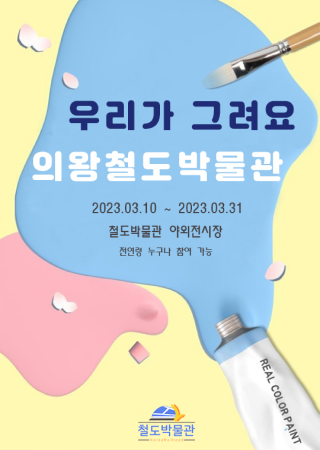 우리가 그려요
의왕철도박물관
2023.03.10 ~ 2023.03.31
철도박물관 야외전시장
전연령 누구나 참여 가능
REAL COLOR PAINT
철도박물관